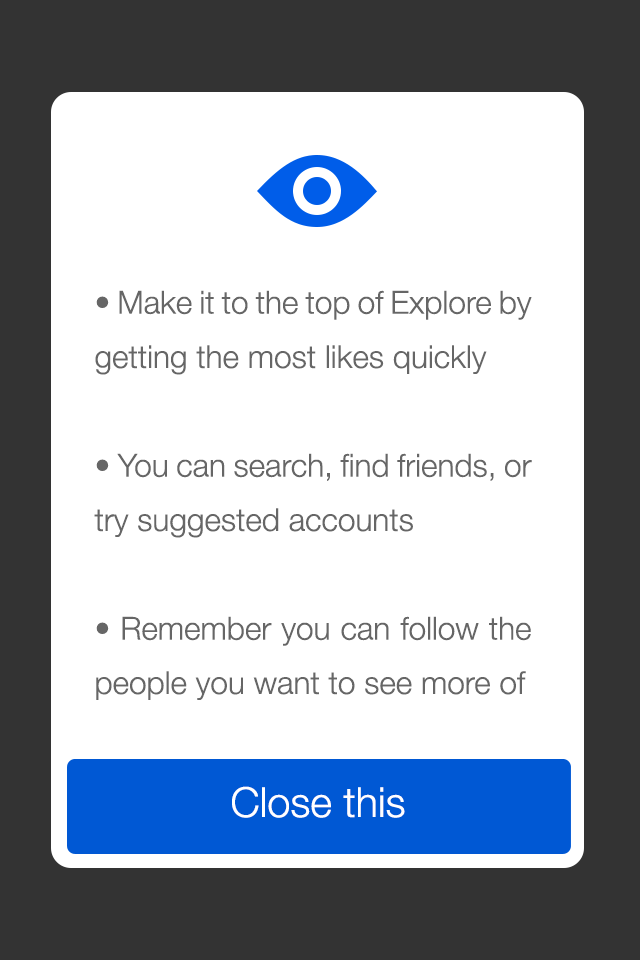 • Make it to the top of Explore by
getting the most likes quickly
• You can search, find friends, or
try suggested accounts
• Remember you can follow the
people you want to see more of
Close this